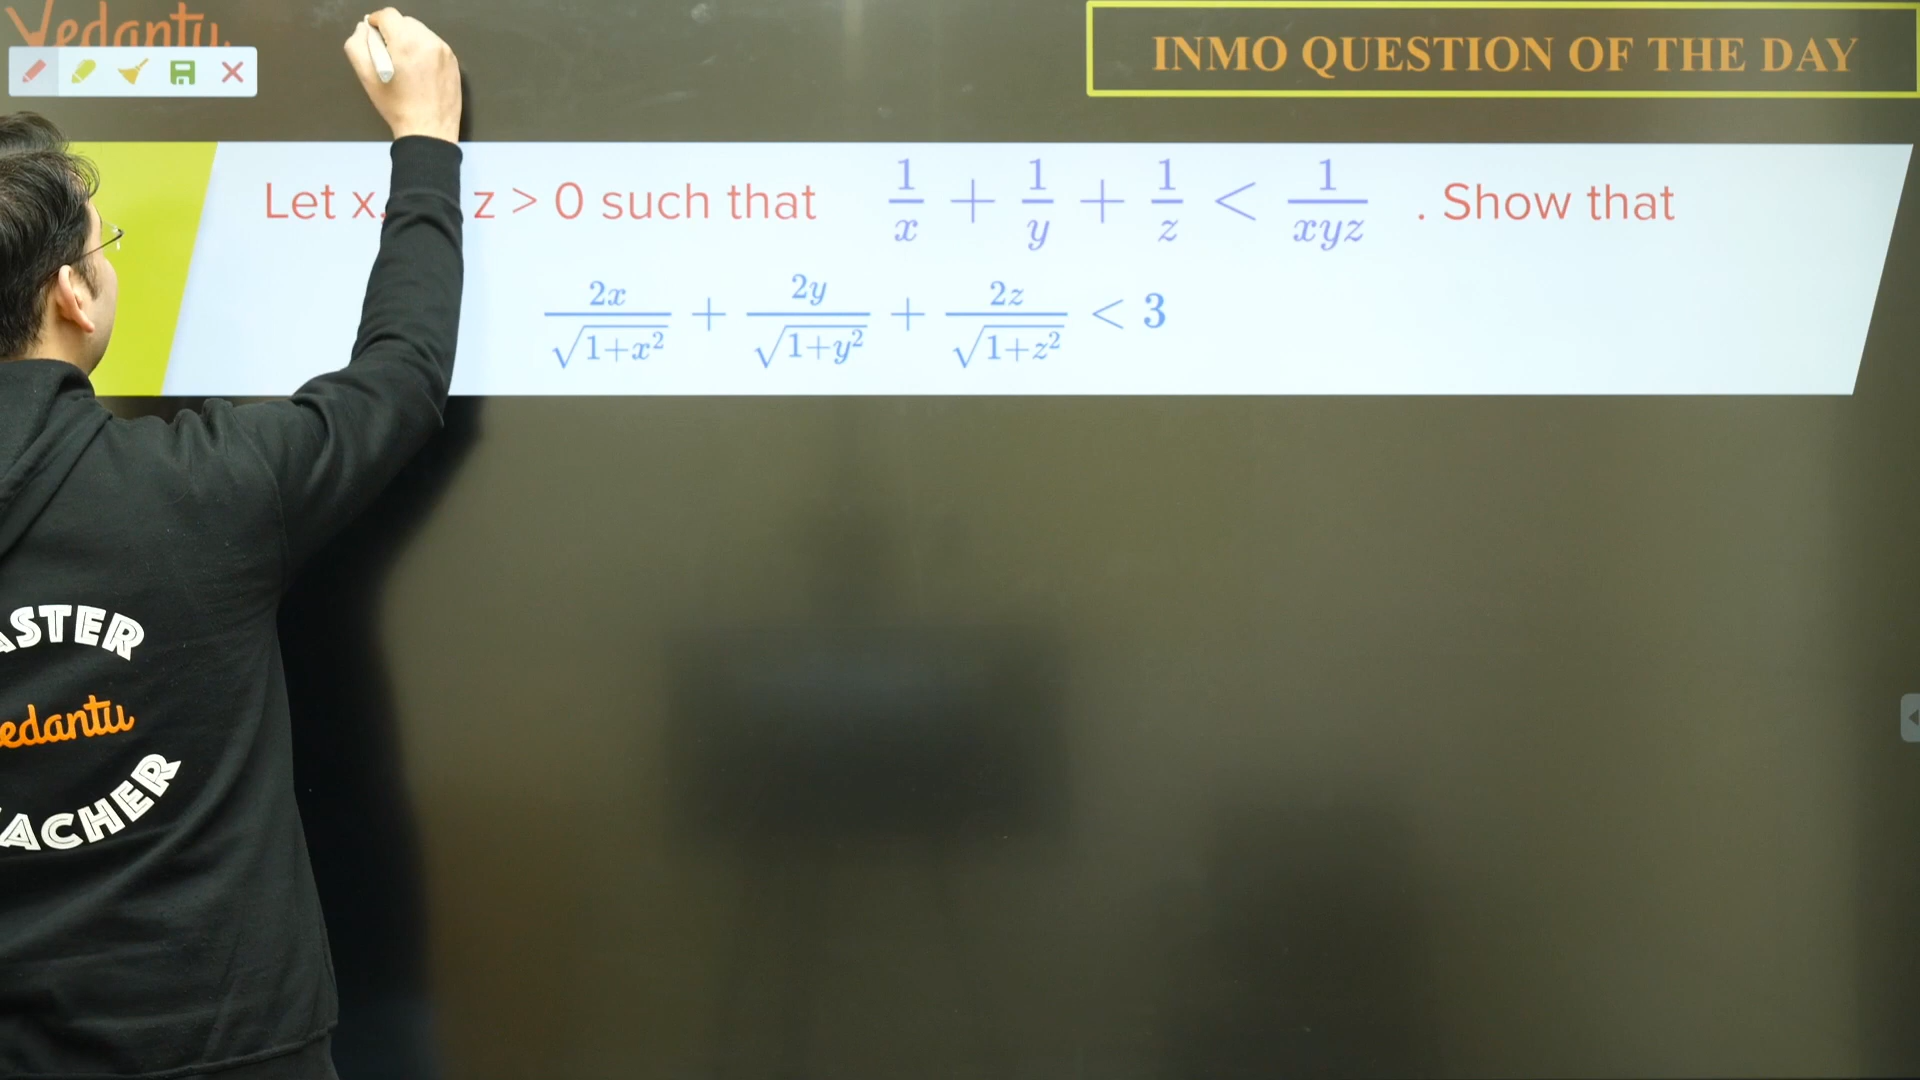 Vedantu
INMO QUESTION OF THE DAY
Let x, z > 0 such that 1/x + 1/y + 1/z < 1/xyz . Show that
2x/√1+x² + 2y/√1+y² + 2z/√1+z² < 3
ASTER
edantu
ACHER